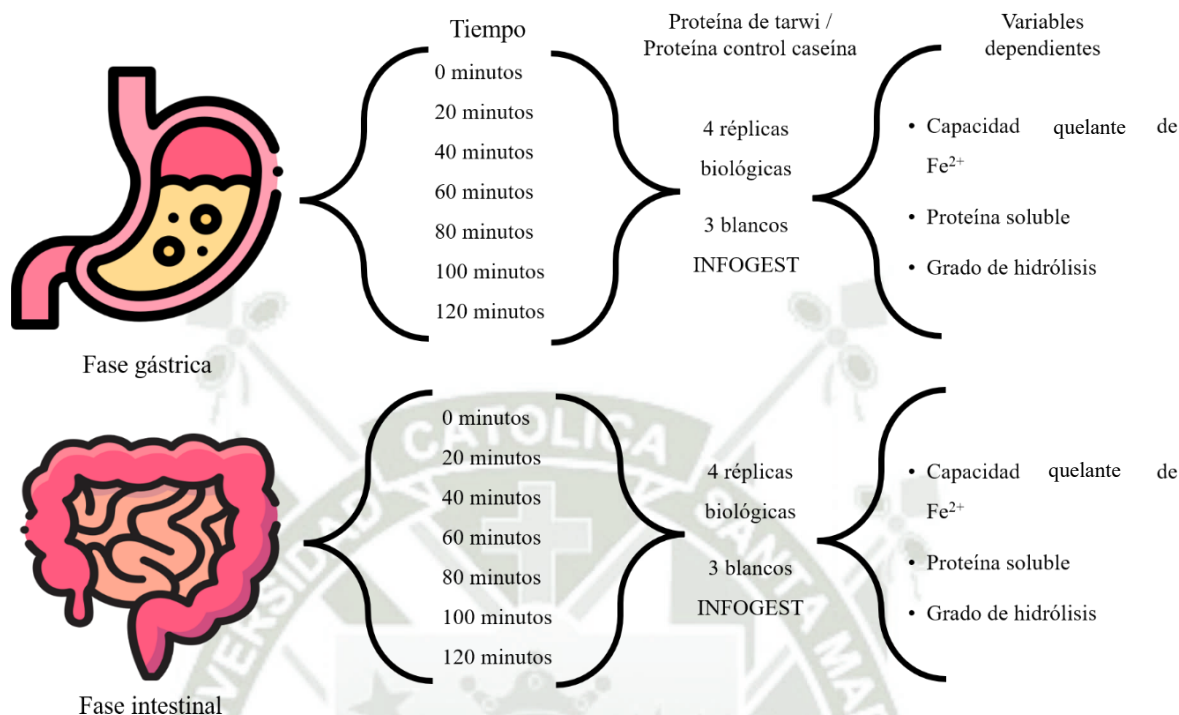 Tiempo
Proteína de tarwi /
Proteína control caseína
Variables
dependientes
0 minutos
20 minutos
40 minutos
60 minutos
80 minutos
100 minutos
120 minutos
4 réplicas
biológicas
3 blancos
INFOGEST
• Capacidad quelante de
Fe²⁺
• Proteína soluble
• Grado de hidrólisis
Fase gástrica
0 minutos
20 minutos
40 minutos
60 minutos
80 minutos
100 minutos
120 minutos
4 réplicas
biológicas
3 blancos
INFOGEST
• Capacidad quelante de
Fe²⁺
• Proteína soluble
• Grado de hidrólisis
Fase intestinal
CATOLICA
SANTA MA
VERSIDAD